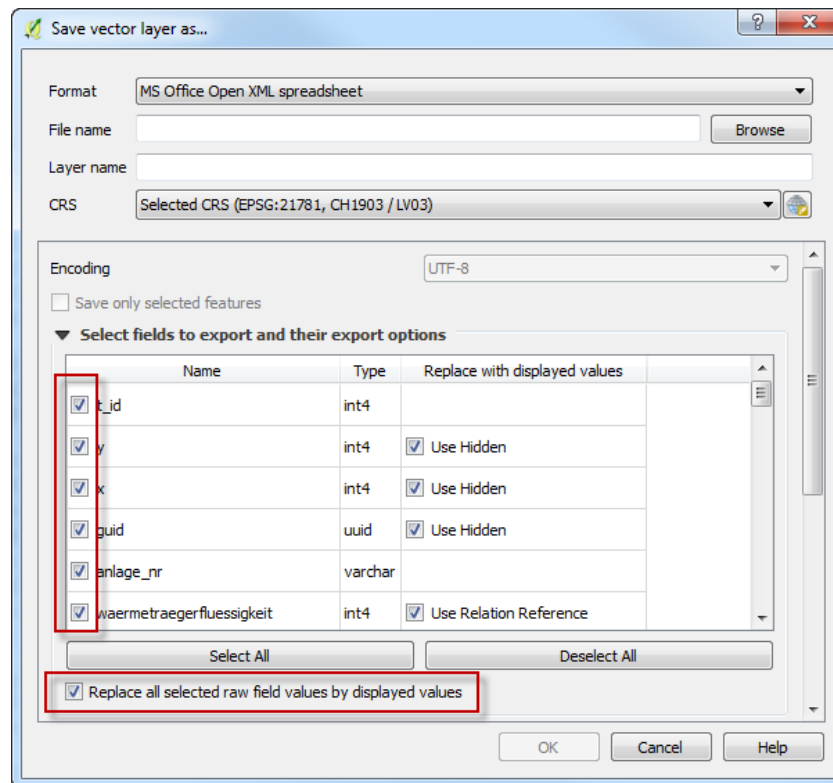 Save vector layer as...
Format MS Office Open XML spreadsheet
File name Browse
Layer name
CRS Selected CRS (EPSG:21781, CH1903 / LV03)
Encoding UTF-8
Save only selected features
Select fields to export and their export options
Name Type Replace with displayed values
t_id int4
y int4 Use Hidden
x int4 Use Hidden
guid uuid Use Hidden
anlage_nr varchar
waermetraegerfluessigkeit int4 Use Relation Reference
Select All Deselect All
Replace all selected raw field values by displayed values
OK Cancel Help